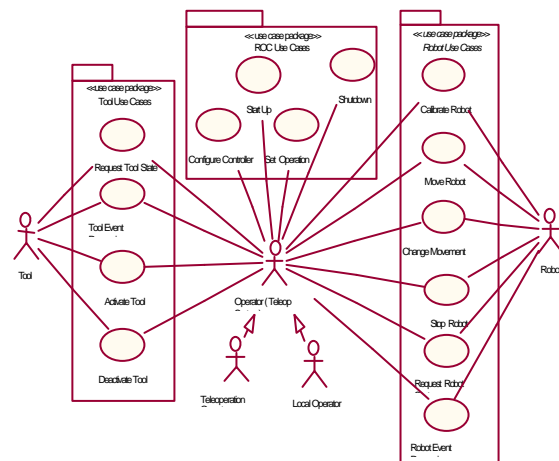 <<use case package>>
Tool Use Cases
Request Tool State
Tool Event
Activate Tool
Deactivate Tool
Tool
<<use case package>>
ROC Use Cases
Start Up
Shutdown
Configure Controller
Set Operation
Operator ( Teleop
Teleoperation
Local Operator
<<use case package>>
Robot Use Cases
Calibrate Robot
Move Robot
Change Movement
Stop Robot
Request Robot
Robot Event